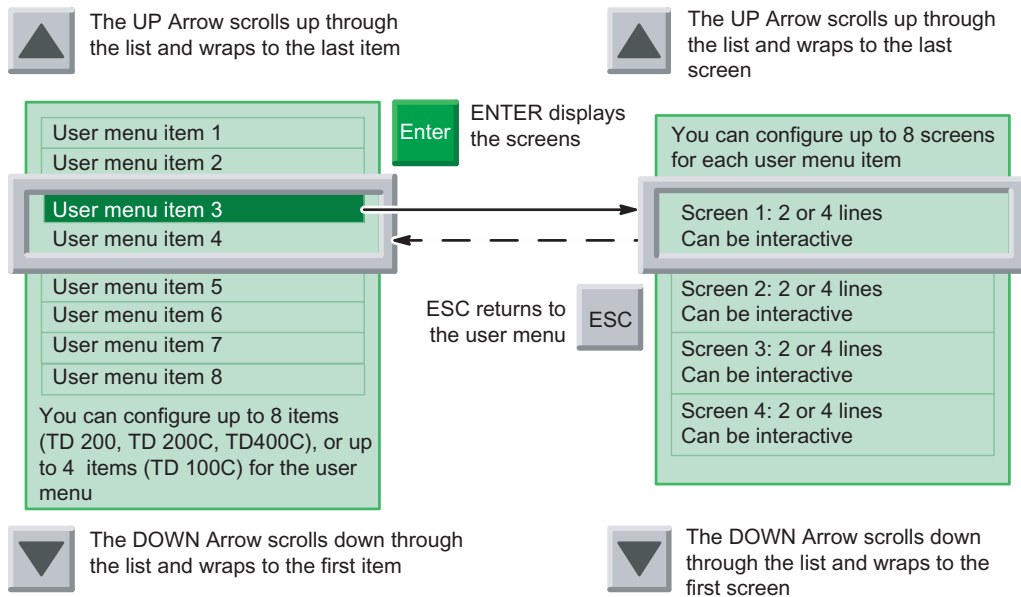 The UP Arrow scrolls up through
the list and wraps to the last item
The UP Arrow scrolls up through
the list and wraps to the last
screen
User menu item 1
User menu item 2
User menu item 3
User menu item 4
User menu item 5
User menu item 6
User menu item 7
User menu item 8
You can configure up to 8 items
(TD 200, TD 200C, TD400C), or up
to 4 items (TD 100C) for the user
menu
Enter
ENTER displays
the screens
ESC returns to
the user menu
ESC
You can configure up to 8 screens
for each user menu item
Screen 1: 2 or 4 lines
Can be interactive
Screen 2: 2 or 4 lines
Can be interactive
Screen 3: 2 or 4 lines
Can be interactive
Screen 4: 2 or 4 lines
Can be interactive
The DOWN Arrow scrolls down through
the list and wraps to the first item
The DOWN Arrow scrolls down
through the list and wraps to the
first screen